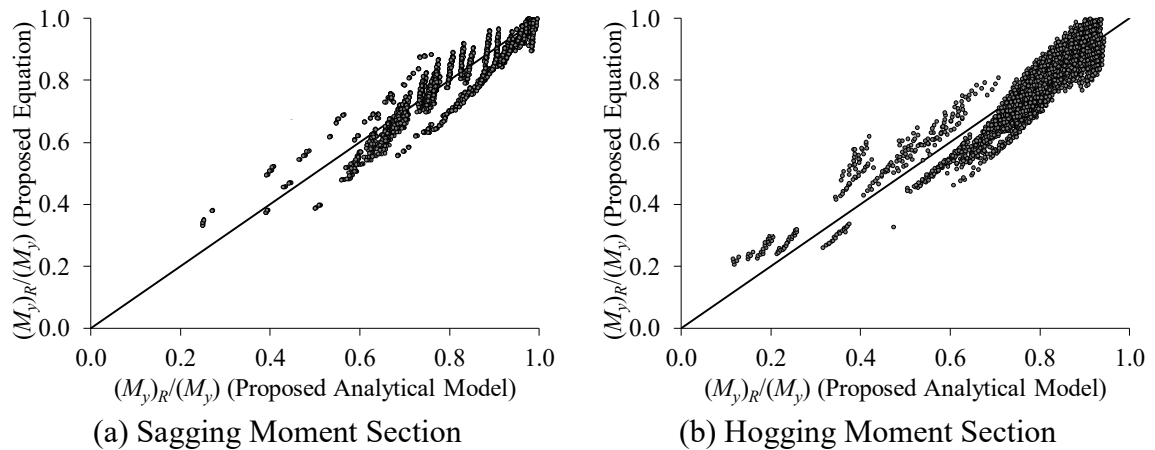 (M_y)_R/(M_y) (Proposed Equation)
1.0
0.8
0.6
0.4
0.2
0.0
0.0 0.2 0.4 0.6 0.8 1.0
(M_y)_R/(M_y) (Proposed Analytical Model)
(a) Sagging Moment Section
(M_y)_R/(M_y) (Proposed Equation)
1.0
0.8
0.6
0.4
0.2
0.0
0.0 0.2 0.4 0.6 0.8 1.0
(M_y)_R/(M_y) (Proposed Analytical Model)
(b) Hogging Moment Section